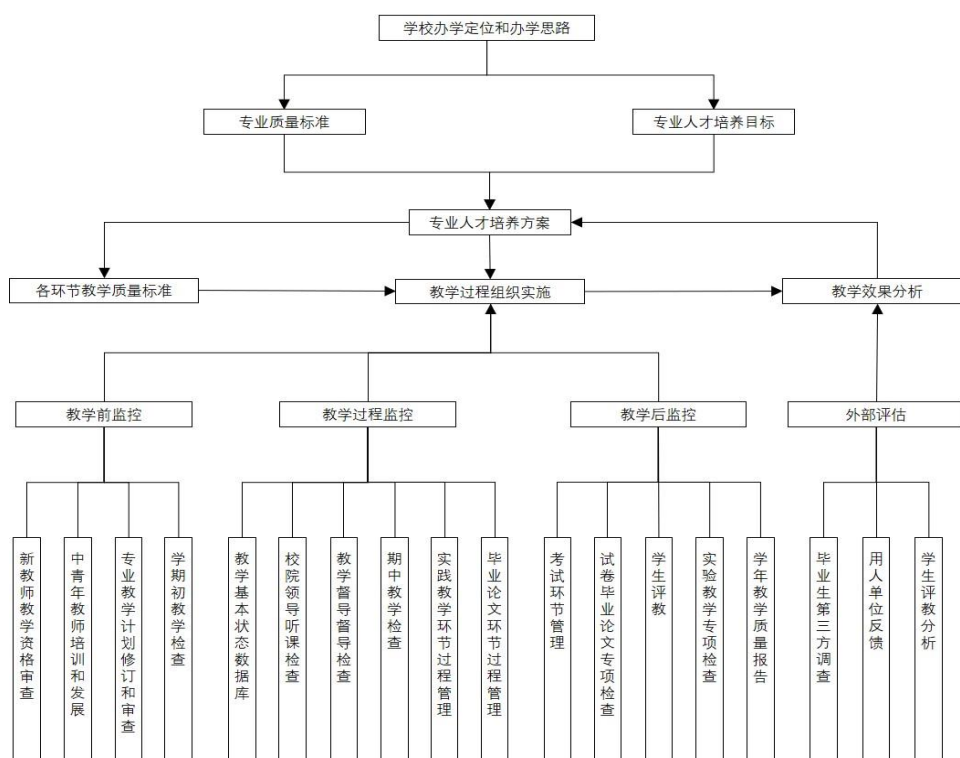 学校办学定位和办学思路
专业质量标准
专业人才培养目标
专业人才培养方案
各环节教学质量标准
教学过程组织实施
教学效果分析
教学前监控
教学过程监控
教学后监控
外部评估
新教师教学资格审查
中青年教师培训和发展
专业教学计划修订和审查
学期初教学检查
教学基本状态数据库
校院领导听课检查
教学督导督导检查
期中教学检查
实践教学环节过程管理
毕业论文环节过程管理
考试环节管理
试卷毕业论文专项检查
学生评教
实验教学专项检查
学年教学质量报告
毕业生第三方调查
用人单位反馈
学生评教分析